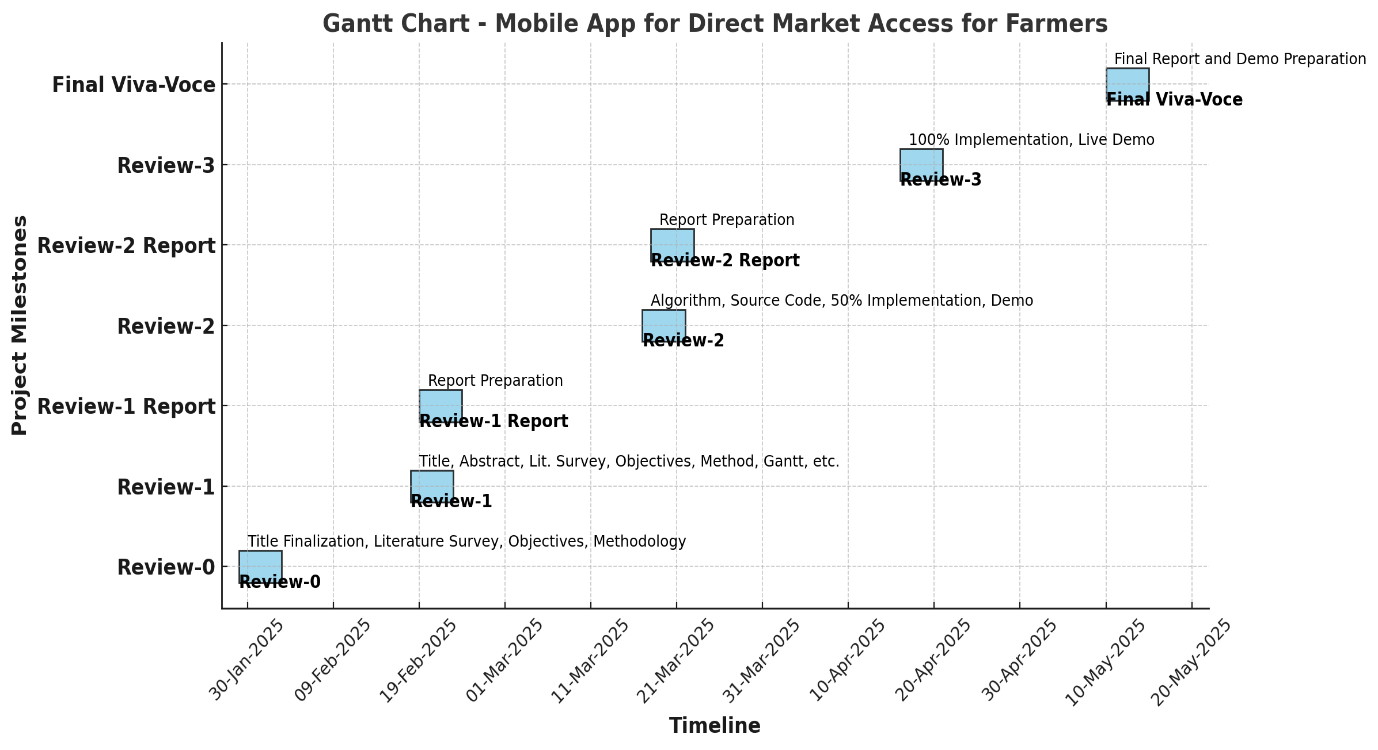 Gantt Chart - Mobile App for Direct Market Access for Farmers
Project Milestones
Final Viva-Voce
Final Report and Demo Preparation
Final Viva-Voce
Review-3
100% Implementation, Live Demo
Review-3
Review-2 Report
Report Preparation
Review-2 Report
Review-2
Algorithm, Source Code, 50% Implementation, Demo
Review-2
Review-1 Report
Report Preparation
Review-1 Report
Review-1
Title, Abstract, Lit. Survey, Objectives, Method, Gantt, etc.
Review-1
Review-0
Title Finalization, Literature Survey, Objectives, Methodology
Review-0
30-Jan-2025
09-Feb-2025
19-Feb-2025
01-Mar-2025
11-Mar-2025
21-Mar-2025
31-Mar-2025
10-Apr-2025
20-Apr-2025
30-Apr-2025
10-May-2025
20-May-2025
Timeline